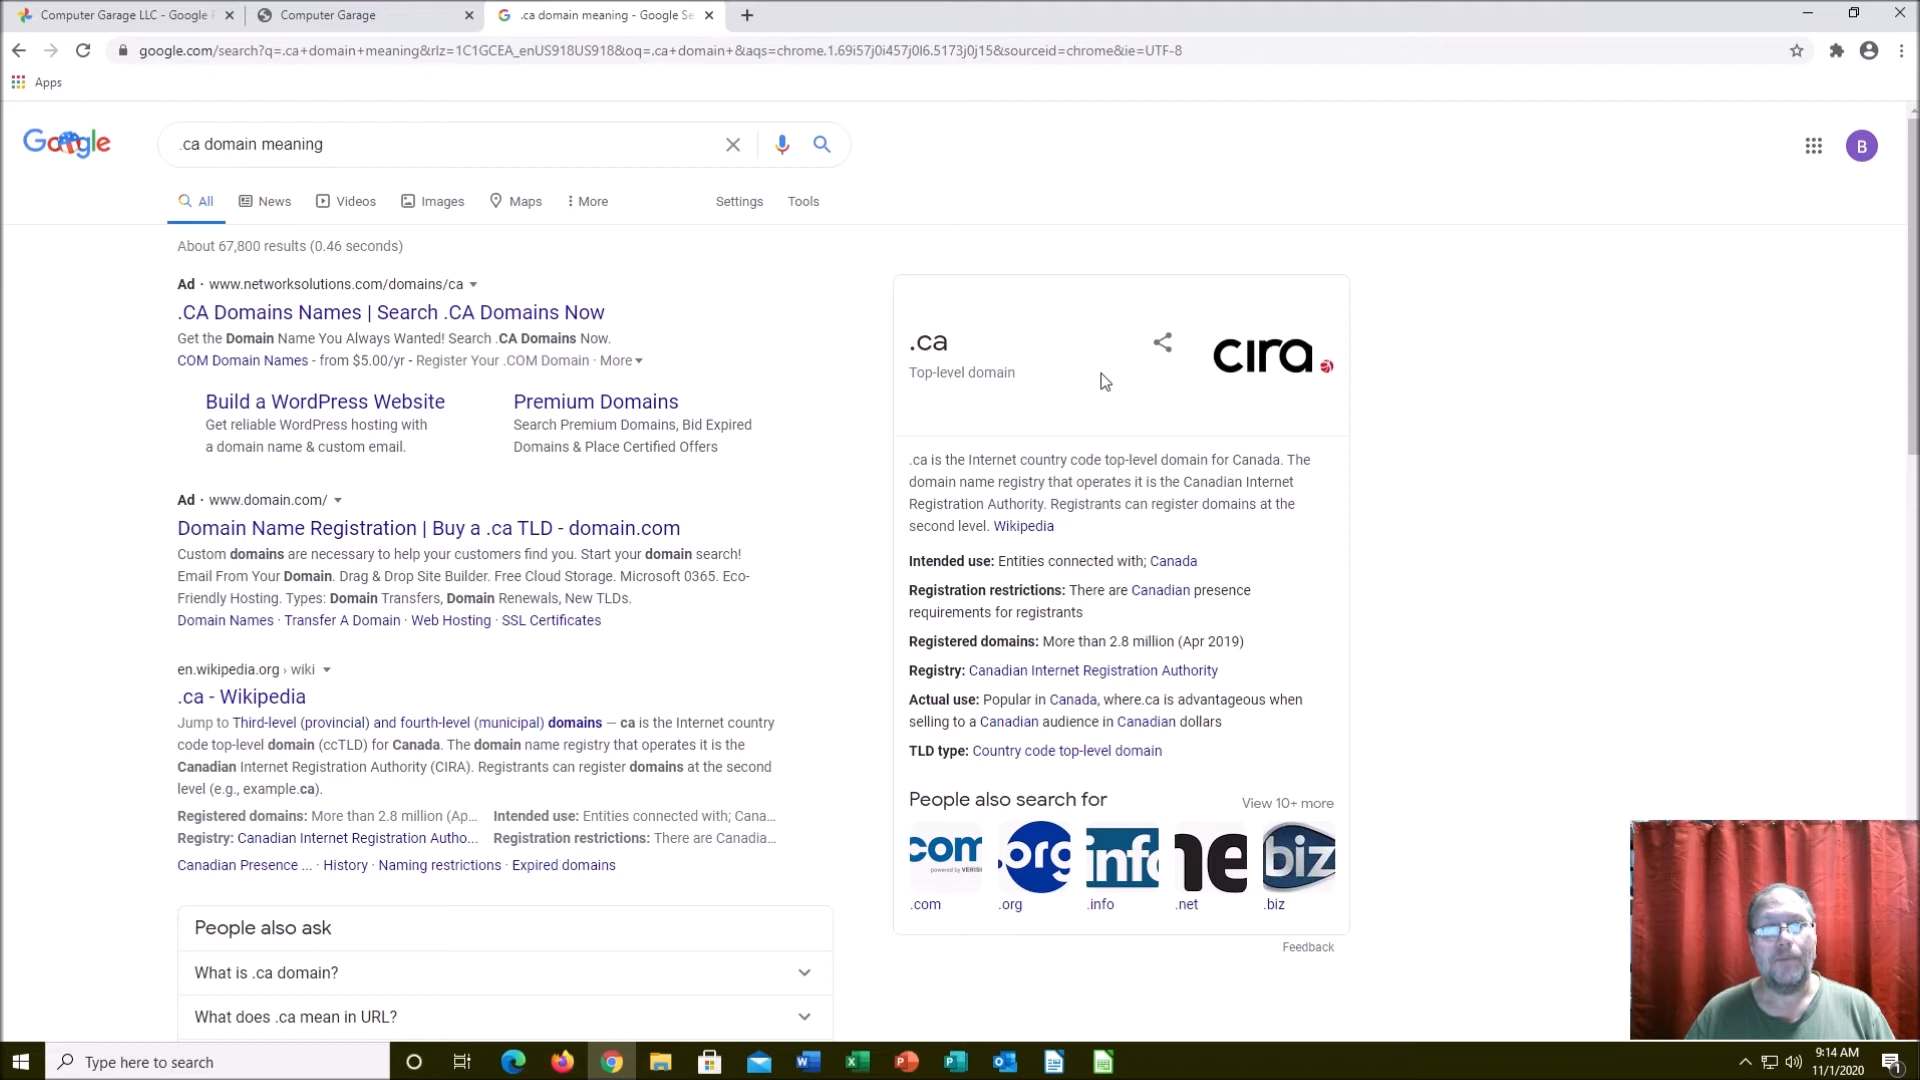 Computer Garage LLC - Google
Computer Garage
.ca domain meaning - Google Se
google.com/search?q=.ca+domain+meaning&rlz=1C1GCEA_enUS918US918&oq=.ca+domain+&aqs=chrome.1.69i57j0i457j0l6.5173j0j15&sourceid=chrome&ie=UTF-8
Apps
Google
.ca domain meaning
B
All
News
Videos
Images
Maps
More
Settings
Tools
About 67,800 results (0.46 seconds)
Ad · www.networksolutions.com/domains/ca
.CA Domains Names | Search .CA Domains Now
Get the Domain Name You Always Wanted! Search .CA Domains Now.
COM Domain Names - from $5.00/yr - Register Your .COM Domain · More
Build a WordPress Website
Get reliable WordPress hosting with
a domain name & custom email.
Premium Domains
Search Premium Domains, Bid Expired
Domains & Place Certified Offers
Ad · www.domain.com/
Domain Name Registration | Buy a .ca TLD - domain.com
Custom domains are necessary to help your customers find you. Start your domain search!
Email From Your Domain. Drag & Drop Site Builder. Free Cloud Storage. Microsoft 0365. Eco-
Friendly Hosting. Types: Domain Transfers, Domain Renewals, New TLDs.
Domain Names · Transfer A Domain · Web Hosting · SSL Certificates
en.wikipedia.org › wiki
.ca - Wikipedia
Jump to Third-level (provincial) and fourth-level (municipal) domains — ca is the Internet country
code top-level domain (ccTLD) for Canada. The domain name registry that operates it is the
Canadian Internet Registration Authority (CIRA). Registrants can register domains at the second
level (e.g., example.ca).
Registered domains: More than 2.8 million (Ap...
Intended use: Entities connected with; Cana...
Registry: Canadian Internet Registration Autho...
Registration restrictions: There are Canadia...
Canadian Presence ... · History · Naming restrictions · Expired domains
People also ask
What is .ca domain?
What does .ca mean in URL?
.ca
Top-level domain
cira
.ca is the Internet country code top-level domain for Canada. The
domain name registry that operates it is the Canadian Internet
Registration Authority. Registrants can register domains at the
second level. Wikipedia
Intended use: Entities connected with; Canada
Registration restrictions: There are Canadian presence
requirements for registrants
Registered domains: More than 2.8 million (Apr 2019)
Registry: Canadian Internet Registration Authority
Actual use: Popular in Canada, where.ca is advantageous when
selling to a Canadian audience in Canadian dollars
TLD type: Country code top-level domain
People also search for
View 10+ more
com
powered by VERISI
.org
info
ne
biz
.com
.org
.info
.net
.biz
Feedback
Type here to search
9:14 AM
11/1/2020
1